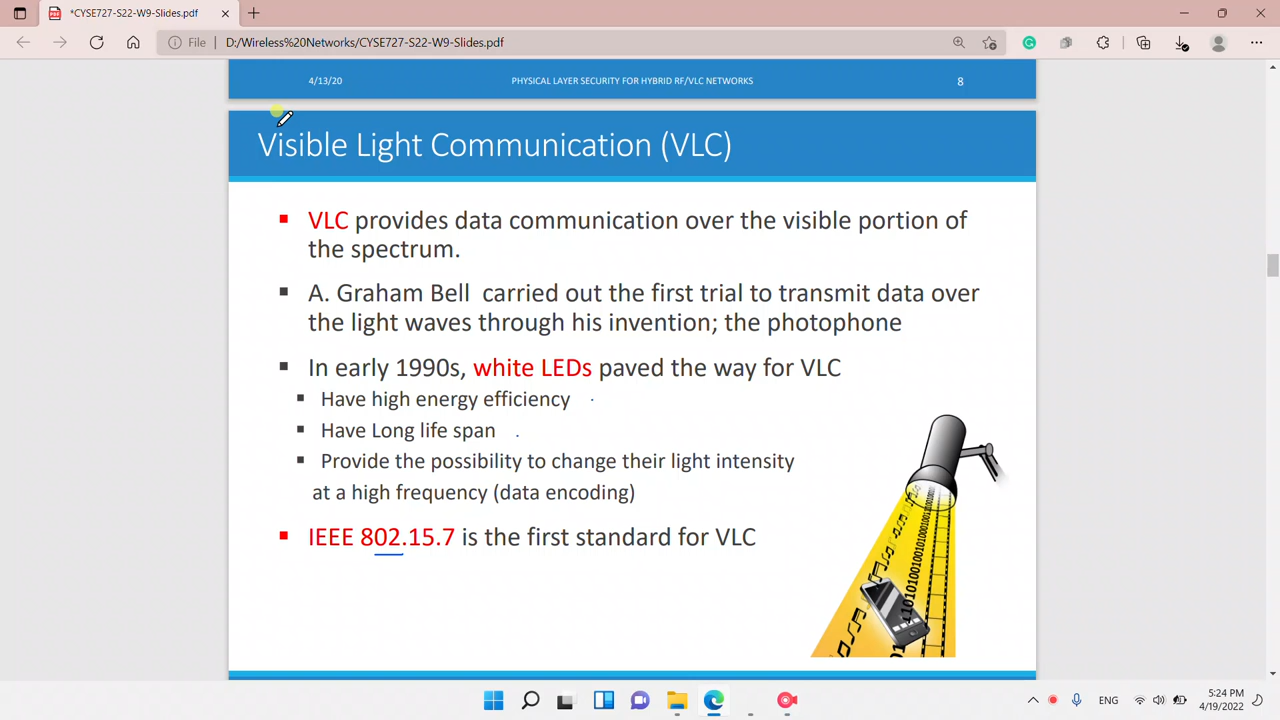 *CYSE727-S22-W9-Slides.pdf
File
D:/Wireless%20Networks/CYSE727-S22-W9-Slides.pdf
4/13/20
PHYSICAL LAYER SECURITY FOR HYBRID RF/VLC NETWORKS
8
Visible Light Communication (VLC)
VLC provides data communication over the visible portion of
the spectrum.
A. Graham Bell carried out the first trial to transmit data over
the light waves through his invention; the photophone
In early 1990s, white LEDs paved the way for VLC
Have high energy efficiency
Have Long life span
Provide the possibility to change their light intensity
at a high frequency (data encoding)
IEEE 802.15.7 is the first standard for VLC
ENG
5:24 PM
4/19/2022